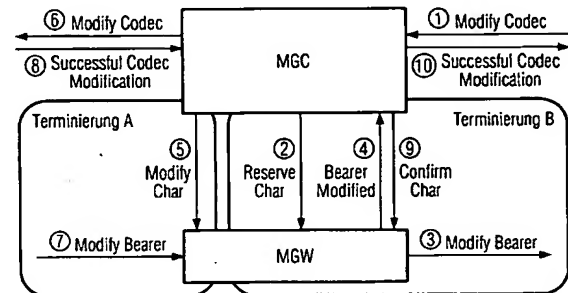 ⑥ Modify Codec
① Modify Codec
⑧ Successful Codec
Modification
MGC
⑩ Successful Codec
Modification
Terminierung A
Terminierung B
⑤
Modify
Char
②
Reserve
Char
④
Bearer
Modified
⑨
Confirm
Char
⑦ Modify Bearer
MGW
③ Modify Bearer